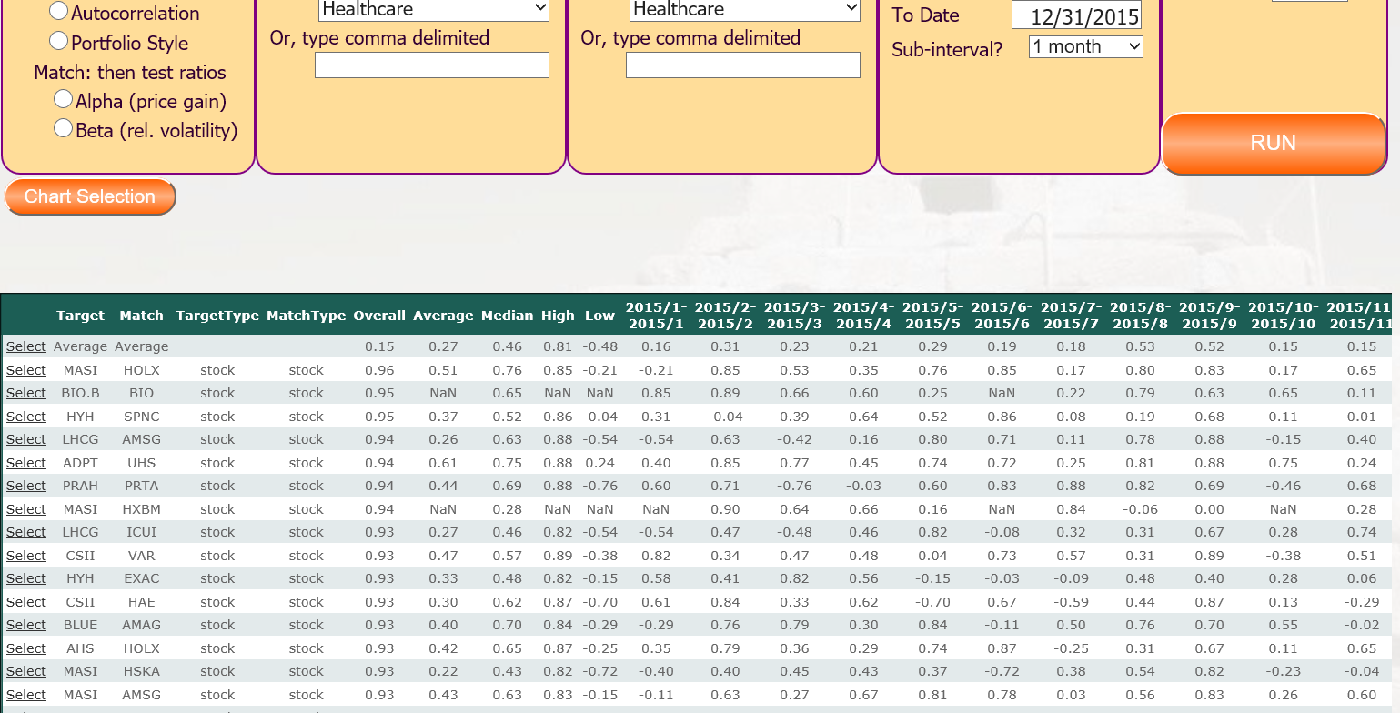 Autocorrelation
Portfolio Style
Match: then test ratios
Alpha (price gain)
Beta (rel. volatility)
Healthcare
Or, type comma delimited
Healthcare
Or, type comma delimited
To Date 12/31/2015
Sub-interval? 1 month
RUN
Chart Selection
Target Match TargetType MatchType Overall Average Median High Low 2015/1-2015/1 2015/2-2015/2 2015/3-2015/3 2015/4-2015/4 2015/5-2015/5 2015/6-2015/6 2015/7-2015/7 2015/8-2015/8 2015/9-2015/9 2015/10-2015/10 2015/11 2015/11
Select Average Average 0.15 0.27 0.46 0.81 -0.48 0.16 0.31 0.23 0.21 0.29 0.19 0.18 0.53 0.52 0.15 0.15
Select MASI HOLX stock stock 0.96 0.51 0.76 0.85 -0.21 -0.21 0.85 0.53 0.35 0.76 0.85 0.17 0.80 0.83 0.17 0.65
Select BIO.B BIO stock stock 0.95 NaN 0.65 NaN NaN 0.85 0.89 0.66 0.60 0.25 NaN 0.22 0.79 0.63 0.65 0.11
Select HYH SPNC stock stock 0.95 0.37 0.52 0.86 -0.04 0.31 -0.04 0.39 0.64 0.52 0.86 0.08 0.19 0.68 0.11 0.01
Select LHCG AMSG stock stock 0.94 0.26 0.63 0.88 -0.54 -0.54 0.63 -0.42 0.16 0.80 0.71 0.11 0.78 0.88 -0.15 0.40
Select ADPT UHS stock stock 0.94 0.61 0.75 0.88 0.24 0.40 0.85 0.77 0.45 0.74 0.72 0.25 0.81 0.88 0.75 0.24
Select PRAH PRTA stock stock 0.94 0.44 0.69 0.88 -0.76 0.60 0.71 -0.76 -0.03 0.60 0.83 0.88 0.82 0.69 -0.46 0.68
Select MASI HXBM stock stock 0.94 NaN 0.28 NaN NaN NaN 0.90 0.64 0.66 0.16 NaN 0.84 -0.06 0.00 NaN 0.28
Select LHCG ICUI stock stock 0.93 0.27 0.46 0.82 -0.54 -0.54 0.47 -0.48 0.46 0.82 -0.08 0.32 0.31 0.67 0.28 0.74
Select CSII VAR stock stock 0.93 0.47 0.57 0.89 -0.38 0.82 0.34 0.47 0.48 0.04 0.73 0.57 0.31 0.89 -0.38 0.51
Select HYH EXAC stock stock 0.93 0.33 0.48 0.82 -0.15 0.58 0.41 0.82 0.56 -0.15 -0.03 -0.09 0.48 0.40 0.28 0.06
Select CSII HAE stock stock 0.93 0.30 0.62 0.87 -0.70 0.61 0.84 0.33 0.62 -0.70 0.67 -0.59 0.44 0.87 0.13 -0.29
Select BLUE AMAG stock stock 0.93 0.40 0.70 0.84 -0.29 -0.29 0.76 0.79 0.30 0.84 -0.11 0.50 0.76 0.70 0.55 -0.02
Select AHS HOLX stock stock 0.93 0.42 0.65 0.87 -0.25 0.35 0.79 0.36 0.29 0.74 0.87 -0.25 0.31 0.67 0.11 0.65
Select MASI HSKA stock stock 0.93 0.22 0.43 0.82 -0.72 -0.40 0.40 0.45 0.43 0.37 -0.72 0.38 0.54 0.82 -0.23 -0.04
Select MASI AMSG stock stock 0.93 0.43 0.63 0.83 -0.15 -0.11 0.63 0.27 0.67 0.81 0.78 0.03 0.56 0.83 0.26 0.60